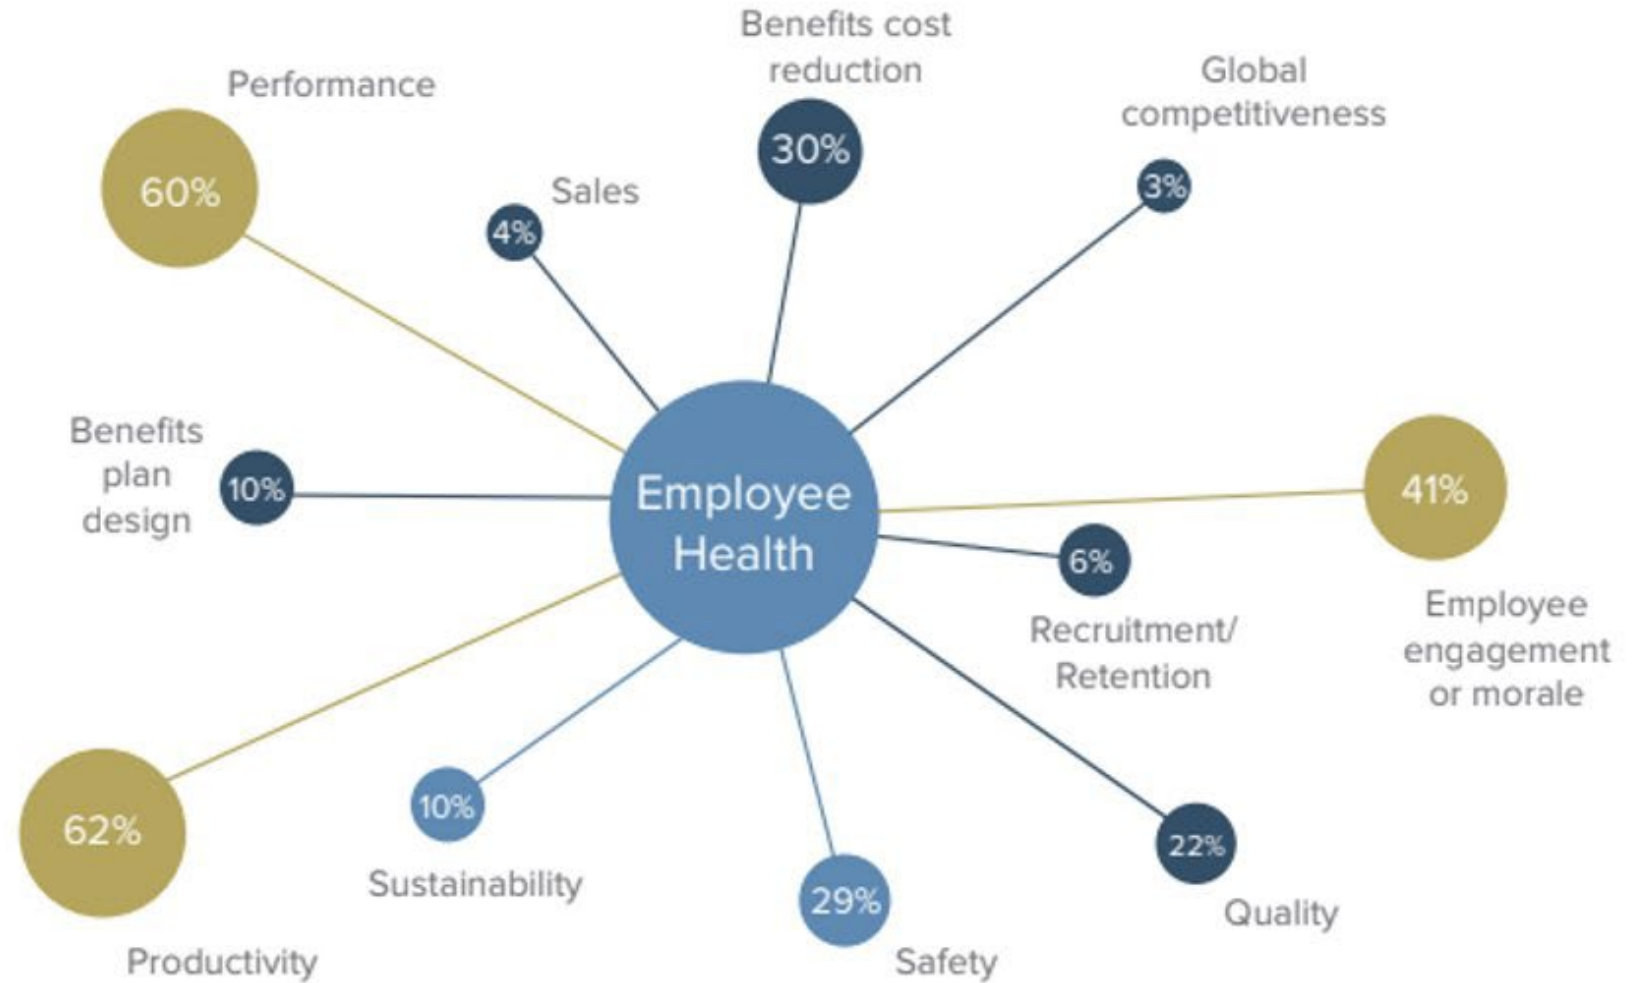 Benefits cost
reduction
30%
Global
competitiveness
3%
Performance
60%
Sales
4%
Benefits
plan
design
10%
Employee
Health
41%
Employee
engagement
or morale
6%
Recruitment/
Retention
62%
Productivity
10%
Sustainability
29%
Safety
22%
Quality